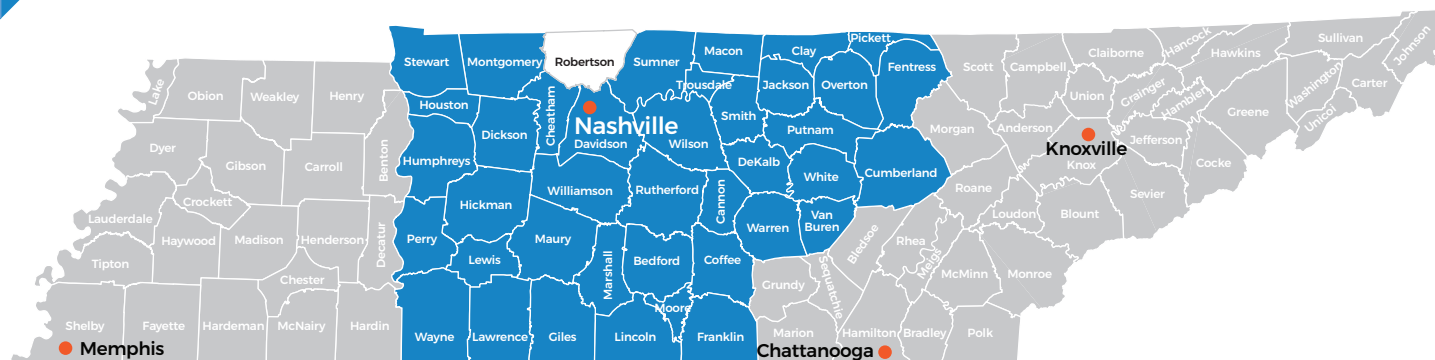 Stewart
Montgomery
Robertson
Sumner
Macon
Clay
Pickett
Fentress
Scott
Campbell
Claiborne
Hancock
Hawkins
Sullivan
Johnson
Lake
Obion
Weakley
Henry
Houston
Cheatham
Trousdale
Jackson
Overton
Union
Grainger
Hamblen
Washington
Carter
Unicoi
Greene
Nashville
Davidson
Dickson
Wilson
Smith
Putnam
Morgan
Anderson
Knoxville
Knox
Jefferson
Cocke
Dyer
Gibson
Carroll
Benton
Humphreys
DeKalb
White
Cumberland
Roane
Loudon
Blount
Sevier
Lauderdale
Crockett
Haywood
Madison
Henderson
Decatur
Perry
Hickman
Williamson
Rutherford
Cannon
Warren
Van
Buren
Bledsoe
Rhea
Meigs
McMinn
Monroe
Tipton
Chester
Lewis
Maury
Marshall
Bedford
Coffee
Grundy
Sequatchie
Shelby
Fayette
Hardeman
McNairy
Hardin
Wayne
Lawrence
Giles
Lincoln
Moore
Franklin
Marion
Hamilton
Bradley
Polk
Memphis
Chattanooga